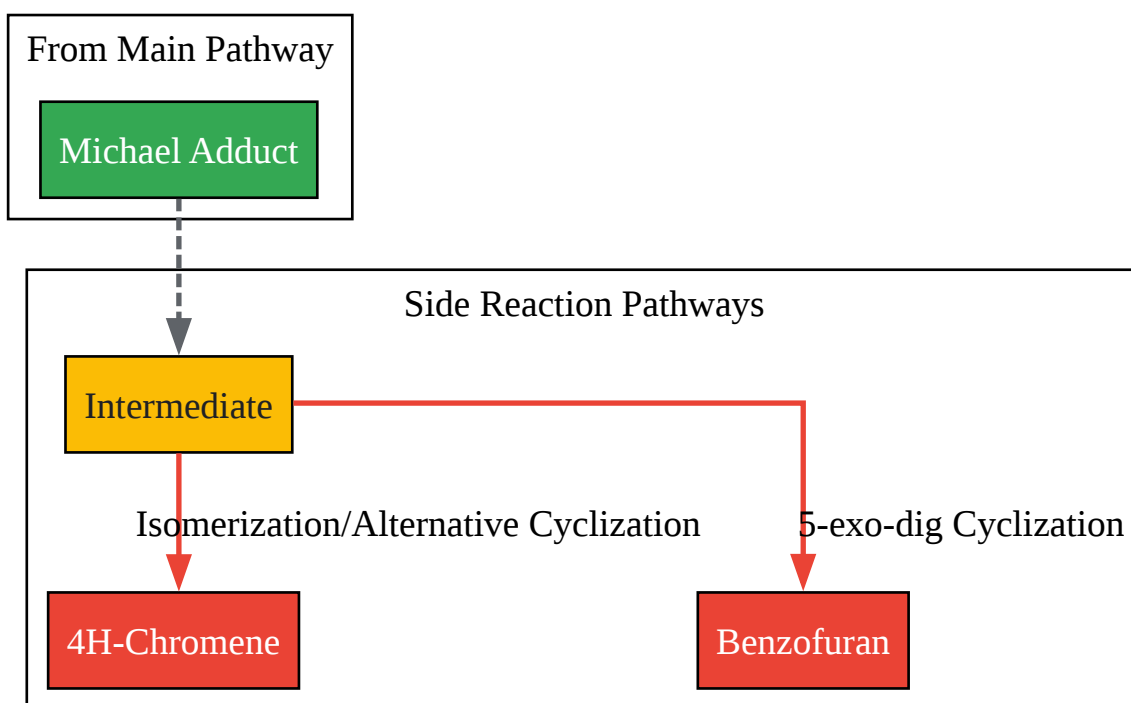 From Main Pathway
Michael Adduct
Side Reaction Pathways
Intermediate
Isomerization/Alternative Cyclization
5-exo-dig Cyclization
4H-Chromene
Benzofuran